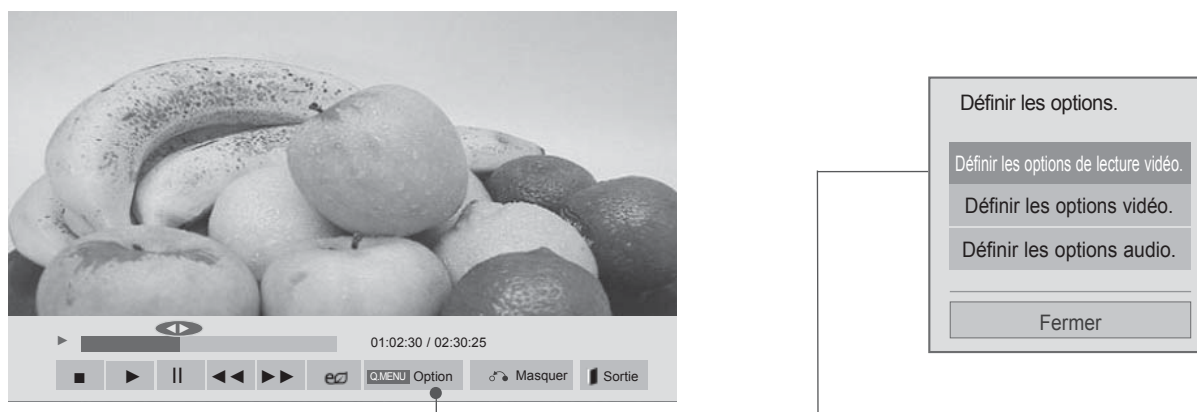 01:02:30 / 02:30:25
Q.MENU Option
Masquer
Sortie
Définir les options.
Définir les options de lecture vidéo.
Définir les options vidéo.
Définir les options audio.
Fermer